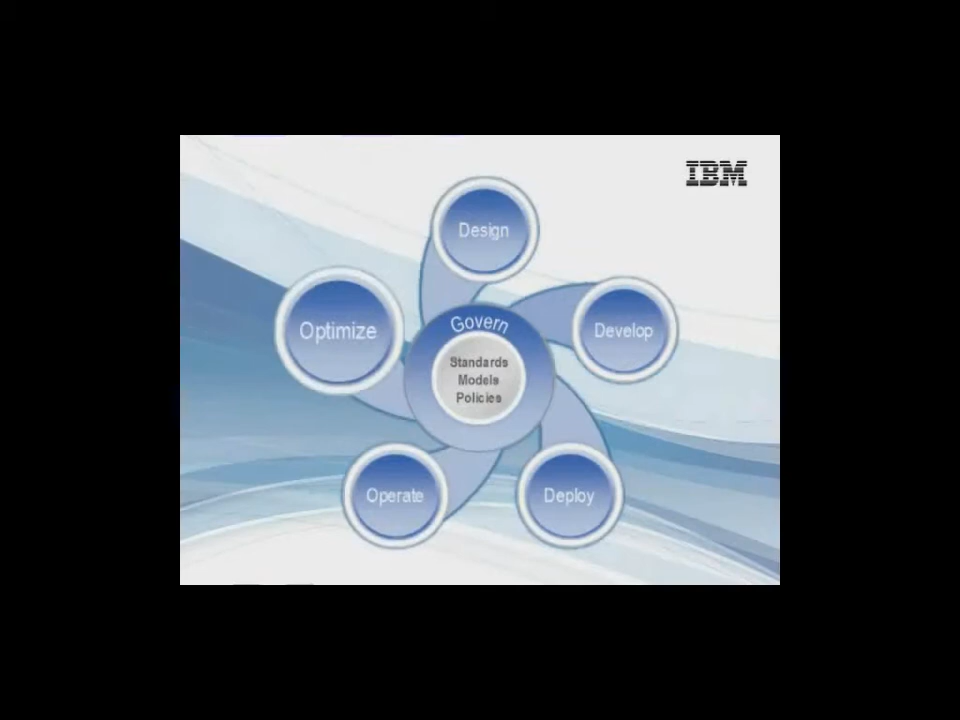 IBM
Design
Develop
Optimize
Govern
Standards
Models
Policies
Operate
Deploy